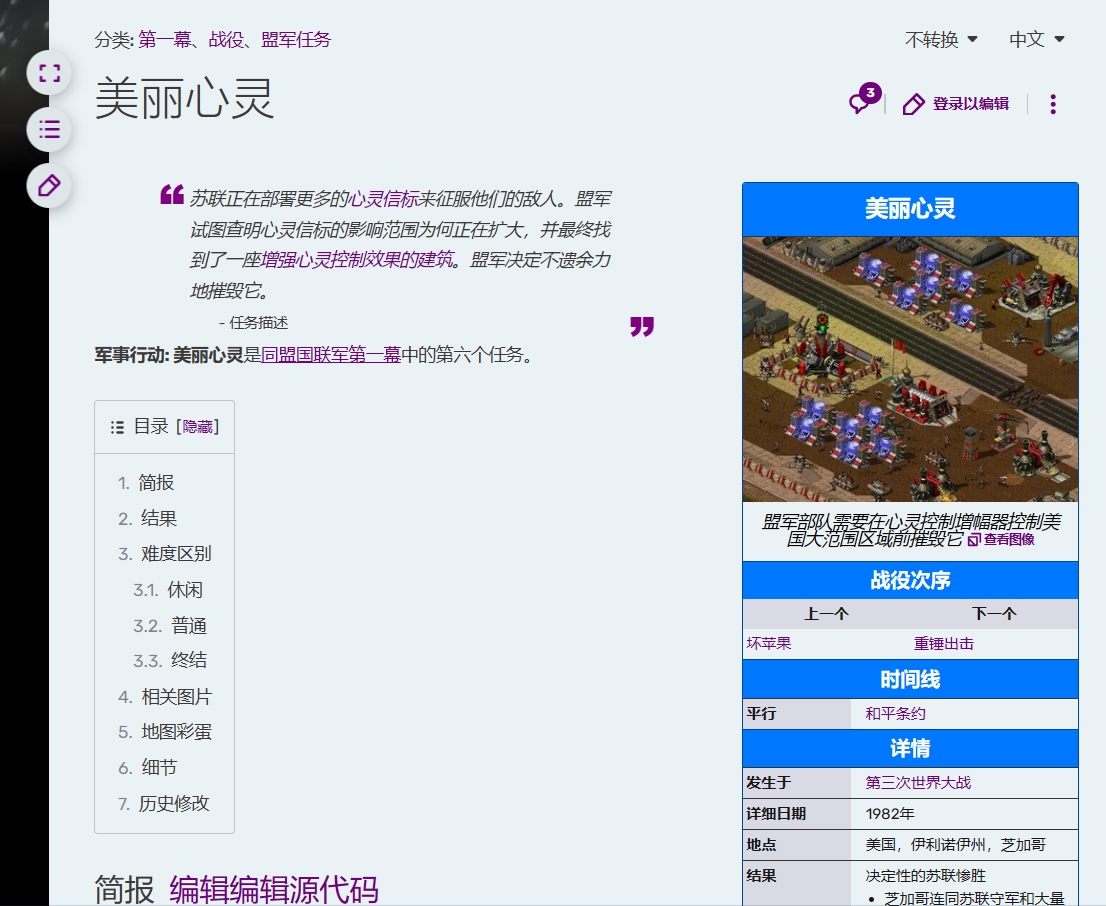 分类: 第一幕、战役、盟军任务
不转换
中文
美丽心灵
3
登录以编辑
苏联正在部署更多的心灵信标来征服他们的敌人。盟军
试图查明心灵信标的影响范围为何正在扩大，并最终找
到了一座增强心灵控制效果的建筑。盟军决定不遗余力
地摧毁它。
- 任务描述
军事行动: 美丽心灵是同盟国联军第一幕中的第六个任务。
目录 [隐藏]
1. 简报
2. 结果
3. 难度区别
3.1. 休闲
3.2. 普通
3.3. 终结
4. 相关图片
5. 地图彩蛋
6. 细节
7. 历史修改
简报 编辑编辑源代码
美丽心灵
盟军部队需要在心灵控制增幅器控制美
国大范围区域前摧毁它 查看图像
战役次序
上一个 下一个
坏苹果 重锤出击
时间线
平行 和平条约
详情
发生于 第三次世界大战
详细日期 1982年
地点 美国，伊利诺伊州，芝加哥
结果 决定性的苏联惨胜
• 芝加哥连同苏联守军和大量